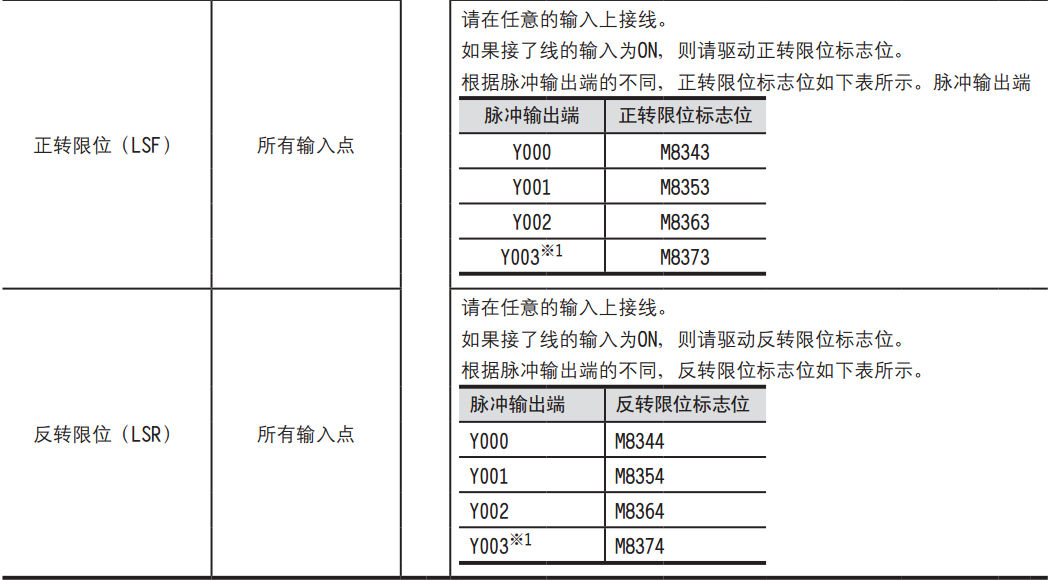 正转限位（LSF）
所有输入点
请在任意的输入上接线。
如果接了线的输入为ON，则请驱动正转限位标志位。
根据脉冲输出端的不同，正转限位标志位如下表所示。脉冲输出端
脉冲输出端 正转限位标志位
Y000 M8343
Y001 M8353
Y002 M8363
Y003※1 M8373
反转限位（LSR）
所有输入点
请在任意的输入上接线。
如果接了线的输入为ON，则请驱动反转限位标志位。
根据脉冲输出端的不同，反转限位标志位如下表所示。
脉冲输出端 反转限位标志位
Y000 M8344
Y001 M8354
Y002 M8364
Y003※1 M8374